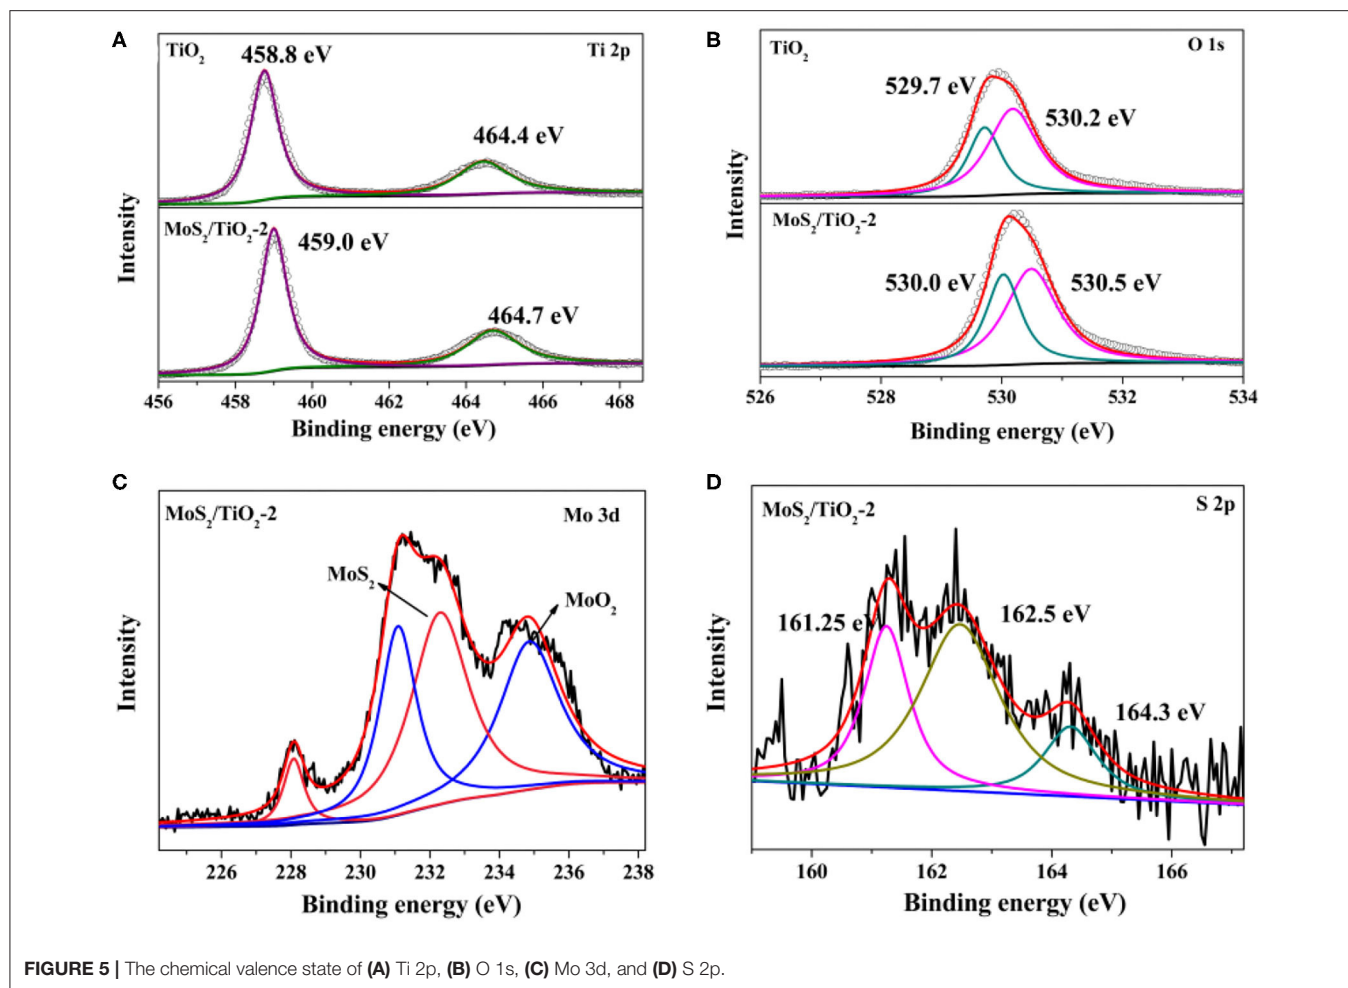 A
TiO₂
458.8 eV
Ti 2p
464.4 eV
MoS₂/TiO₂-2
459.0 eV
464.7 eV
Intensity
456 458 460 462 464 466 468
Binding energy (eV)
B
TiO₂
O 1s
529.7 eV
530.2 eV
MoS₂/TiO₂-2
530.0 eV
530.5 eV
Intensity
526 528 530 532 534
Binding energy (eV)
C
MoS₂/TiO₂-2
Mo 3d
MoS₂
MoO₂
Intensity
226 228 230 232 234 236 238
Binding energy (eV)
D
MoS₂/TiO₂-2
S 2p
161.25 eV
162.5 eV
164.3 eV
Intensity
160 162 164 166
Binding energy (eV)
FIGURE 5 | The chemical valence state of (A) Ti 2p, (B) O 1s, (C) Mo 3d, and (D) S 2p.